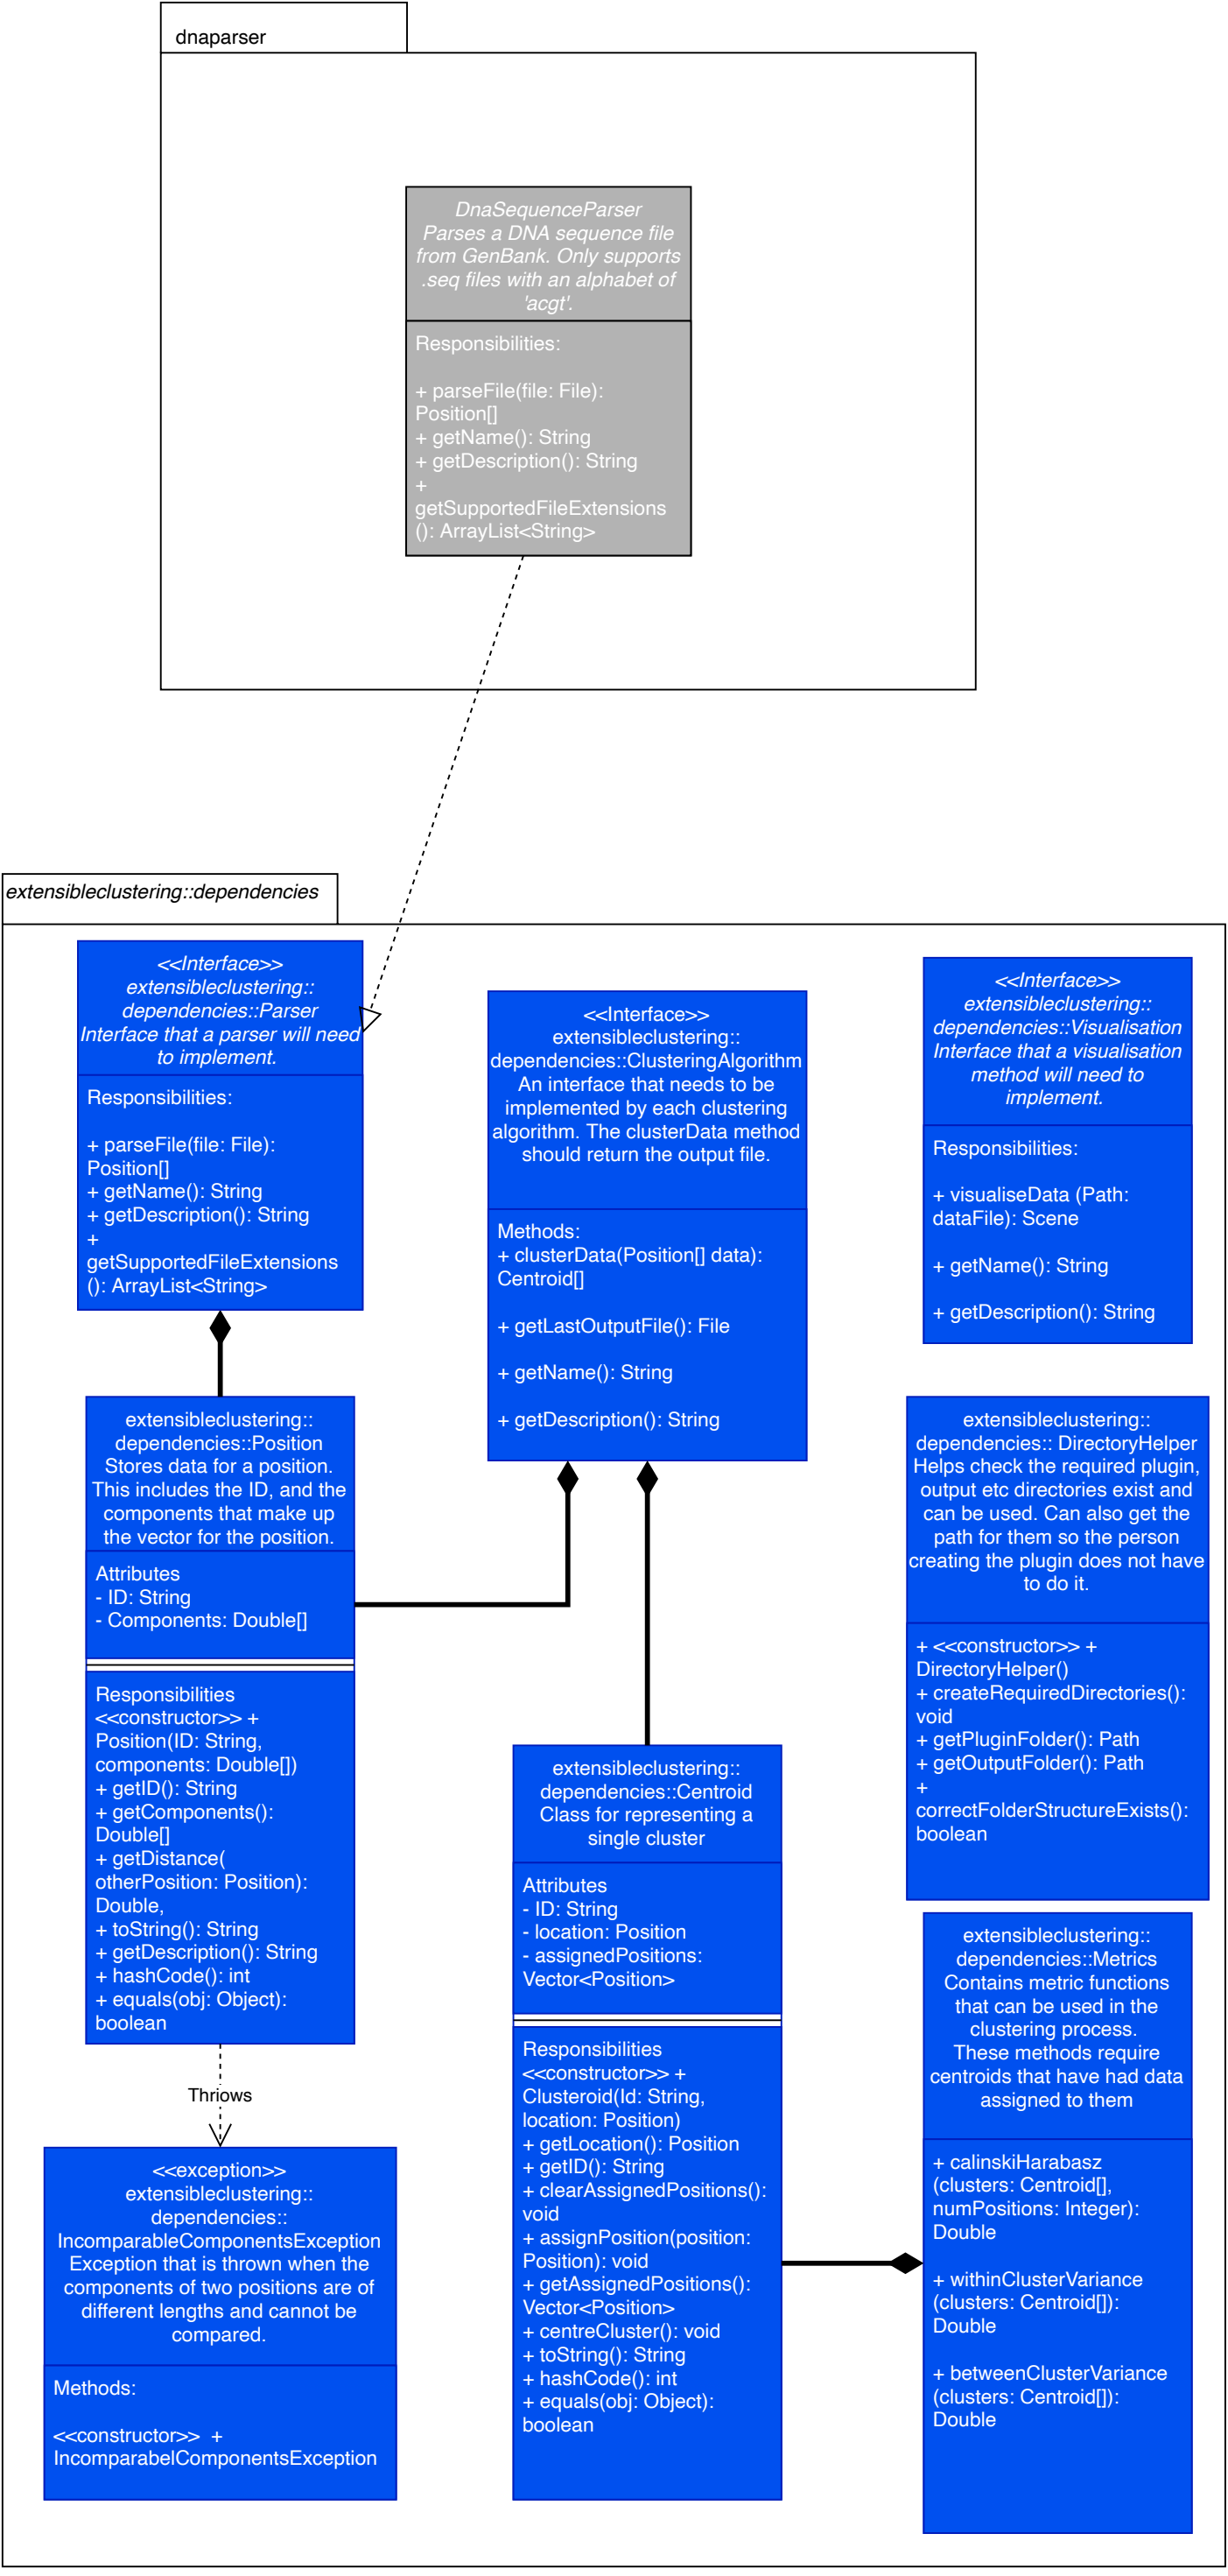 dnaparser
DnaSequenceParser
Parses a DNA sequence file
from GenBank. Only supports
.seq files with an alphabet of
'acgt'.
Responsibilities:
+ parseFile(file: File):
Position[]
+ getName(): String
+ getDescription(): String
+
getSupportedFileExtensions
(): ArrayList<String>
extensibleclustering::dependencies
<<Interface>>
extensibleclustering::
dependencies::Parser
Interface that a parser will need
to implement.
Responsibilities:
+ parseFile(file: File):
Position[]
+ getName(): String
+ getDescription(): String
+
getSupportedFileExtensions
(): ArrayList<String>
<<Interface>>
extensibleclustering::
dependencies::ClusteringAlgorithm
An interface that needs to be
implemented by each clustering
algorithm. The clusterData method
should return the output file.
Methods:
+ clusterData(Position[] data):
Centroid[]
+ getLastOutputFile(): File
+ getName(): String
+ getDescription(): String
<<Interface>>
extensibleclustering::
dependencies::Visualisation
Interface that a visualisation
method will need to
implement.
Responsibilities:
+ visualiseData (Path:
dataFile): Scene
+ getName(): String
+ getDescription(): String
extensibleclustering::
dependencies::Position
Stores data for a position.
This includes the ID, and the
components that make up
the vector for the position.
Attributes
- ID: String
- Components: Double[]
Responsibilities
<<constructor>> +
Position(ID: String,
components: Double[])
+ getID(): String
+ getComponents():
Double[]
+ getDistance(
otherPosition: Position):
Double,
+ toString(): String
+ getDescription(): String
+ hashCode(): int
+ equals(obj: Object):
boolean
extensibleclustering::
dependencies:: DirectoryHelper
Helps check the required plugin,
output etc directories exist and
can be used. Can also get the
path for them so the person
creating the plugin does not have
to do it.
+ <<constructor>> +
DirectoryHelper()
+ createRequiredDirectories():
void
+ getPluginFolder(): Path
+ getOutputFolder(): Path
+
correctFolderStructureExists():
boolean
extensibleclustering::
dependencies::Centroid
Class for representing a
single cluster
Attributes
- ID: String
- location: Position
- assignedPositions:
Vector<Position>
Responsibilities
<<constructor>> +
Clusteroid(Id: String,
location: Position)
+ getLocation(): Position
+ getID(): String
+ clearAssignedPositions():
void
+ assignPosition(position:
Position): void
+ getAssignedPositions():
Vector<Position>
+ centreCluster(): void
+ toString(): String
+ hashCode(): int
+ equals(obj: Object):
boolean
extensibleclustering::
dependencies::Metrics
Contains metric functions
that can be used in the
clustering process.
These methods require
centroids that have had data
assigned to them
+ calinskiHarabasz
(clusters: Centroid[],
numPositions: Integer):
Double
+ withinClusterVariance
(clusters: Centroid[]):
Double
+ betweenClusterVariance
(clusters: Centroid[]):
Double
Throws
<<exception>>
extensibleclustering::
dependencies::
IncomparableComponentsException
Exception that is thrown when the
components of two positions are of
different lengths and cannot be
compared.
Methods:
<<constructor>> +
IncomparabelComponentsException